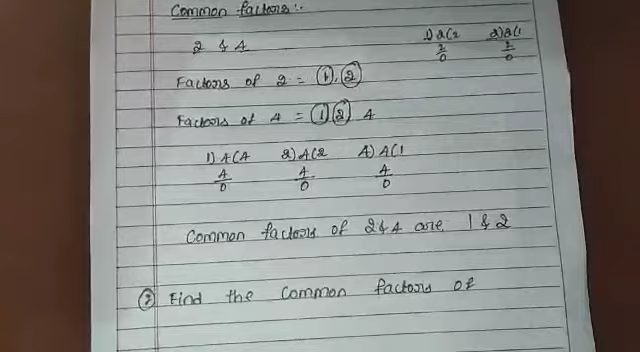 Common factors:-
2 & 4
1)2(2 2)2(1
2 2
0 0
Factors of 2 = 1, 2
Factors of 4 = 1 2 4
1)4(4 2)4(2 4)4(1
4 4 4
0 0 0
Common factors of 2 & 4 are 1 & 2
② Find the common factors of